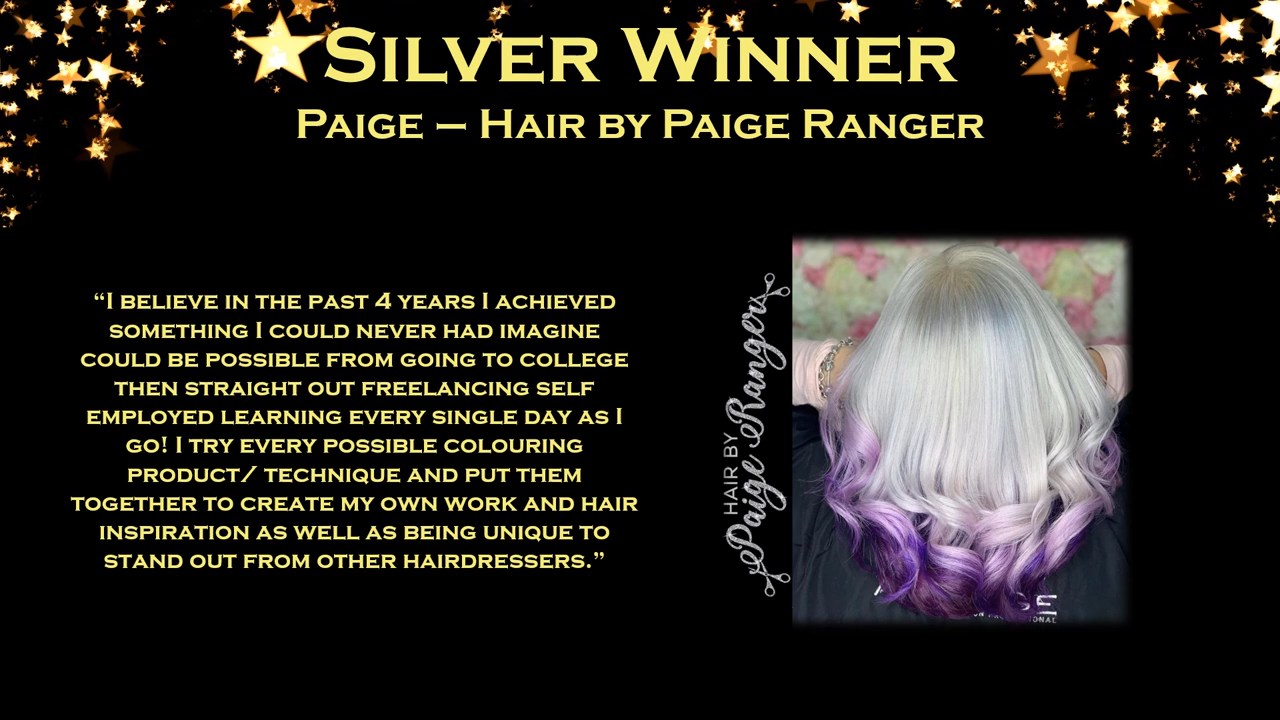 Silver Winner
Paige – Hair by Paige Ranger
“I believe in the past 4 years I achieved
something I could never had imagine
could be possible from going to college
then straight out freelancing self
employed learning every single day as I
go! I try every possible colouring
product/ technique and put them
together to create my own work and hair
inspiration as well as being unique to
stand out from other hairdressers.”
HAIR BY
Paige Ranger